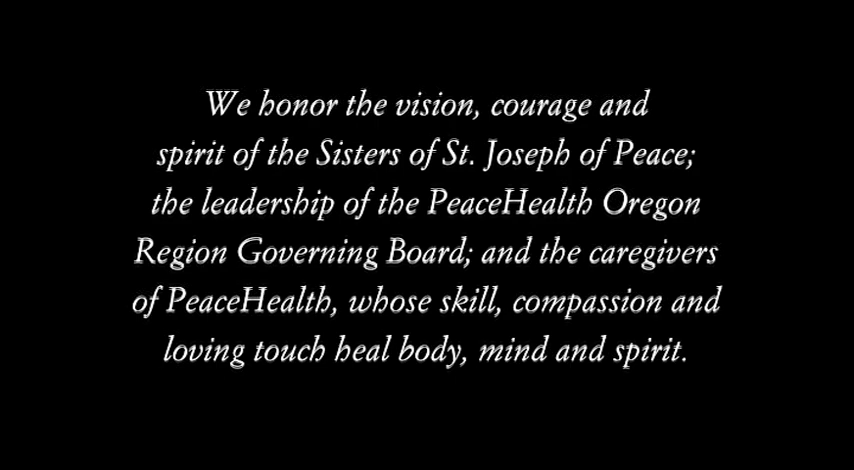 We honor the vision, courage and
spirit of the Sisters of St. Joseph of Peace;
the leadership of the PeaceHealth Oregon
Region Governing Board; and the caregivers
of PeaceHealth, whose skill, compassion and
loving touch heal body, mind and spirit.